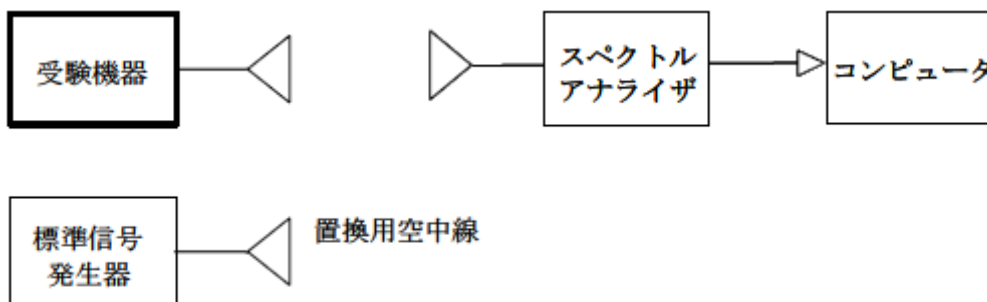 受験機器
スペクトル
アナライザ
コンピュータ
標準信号
発生器
置換用空中線